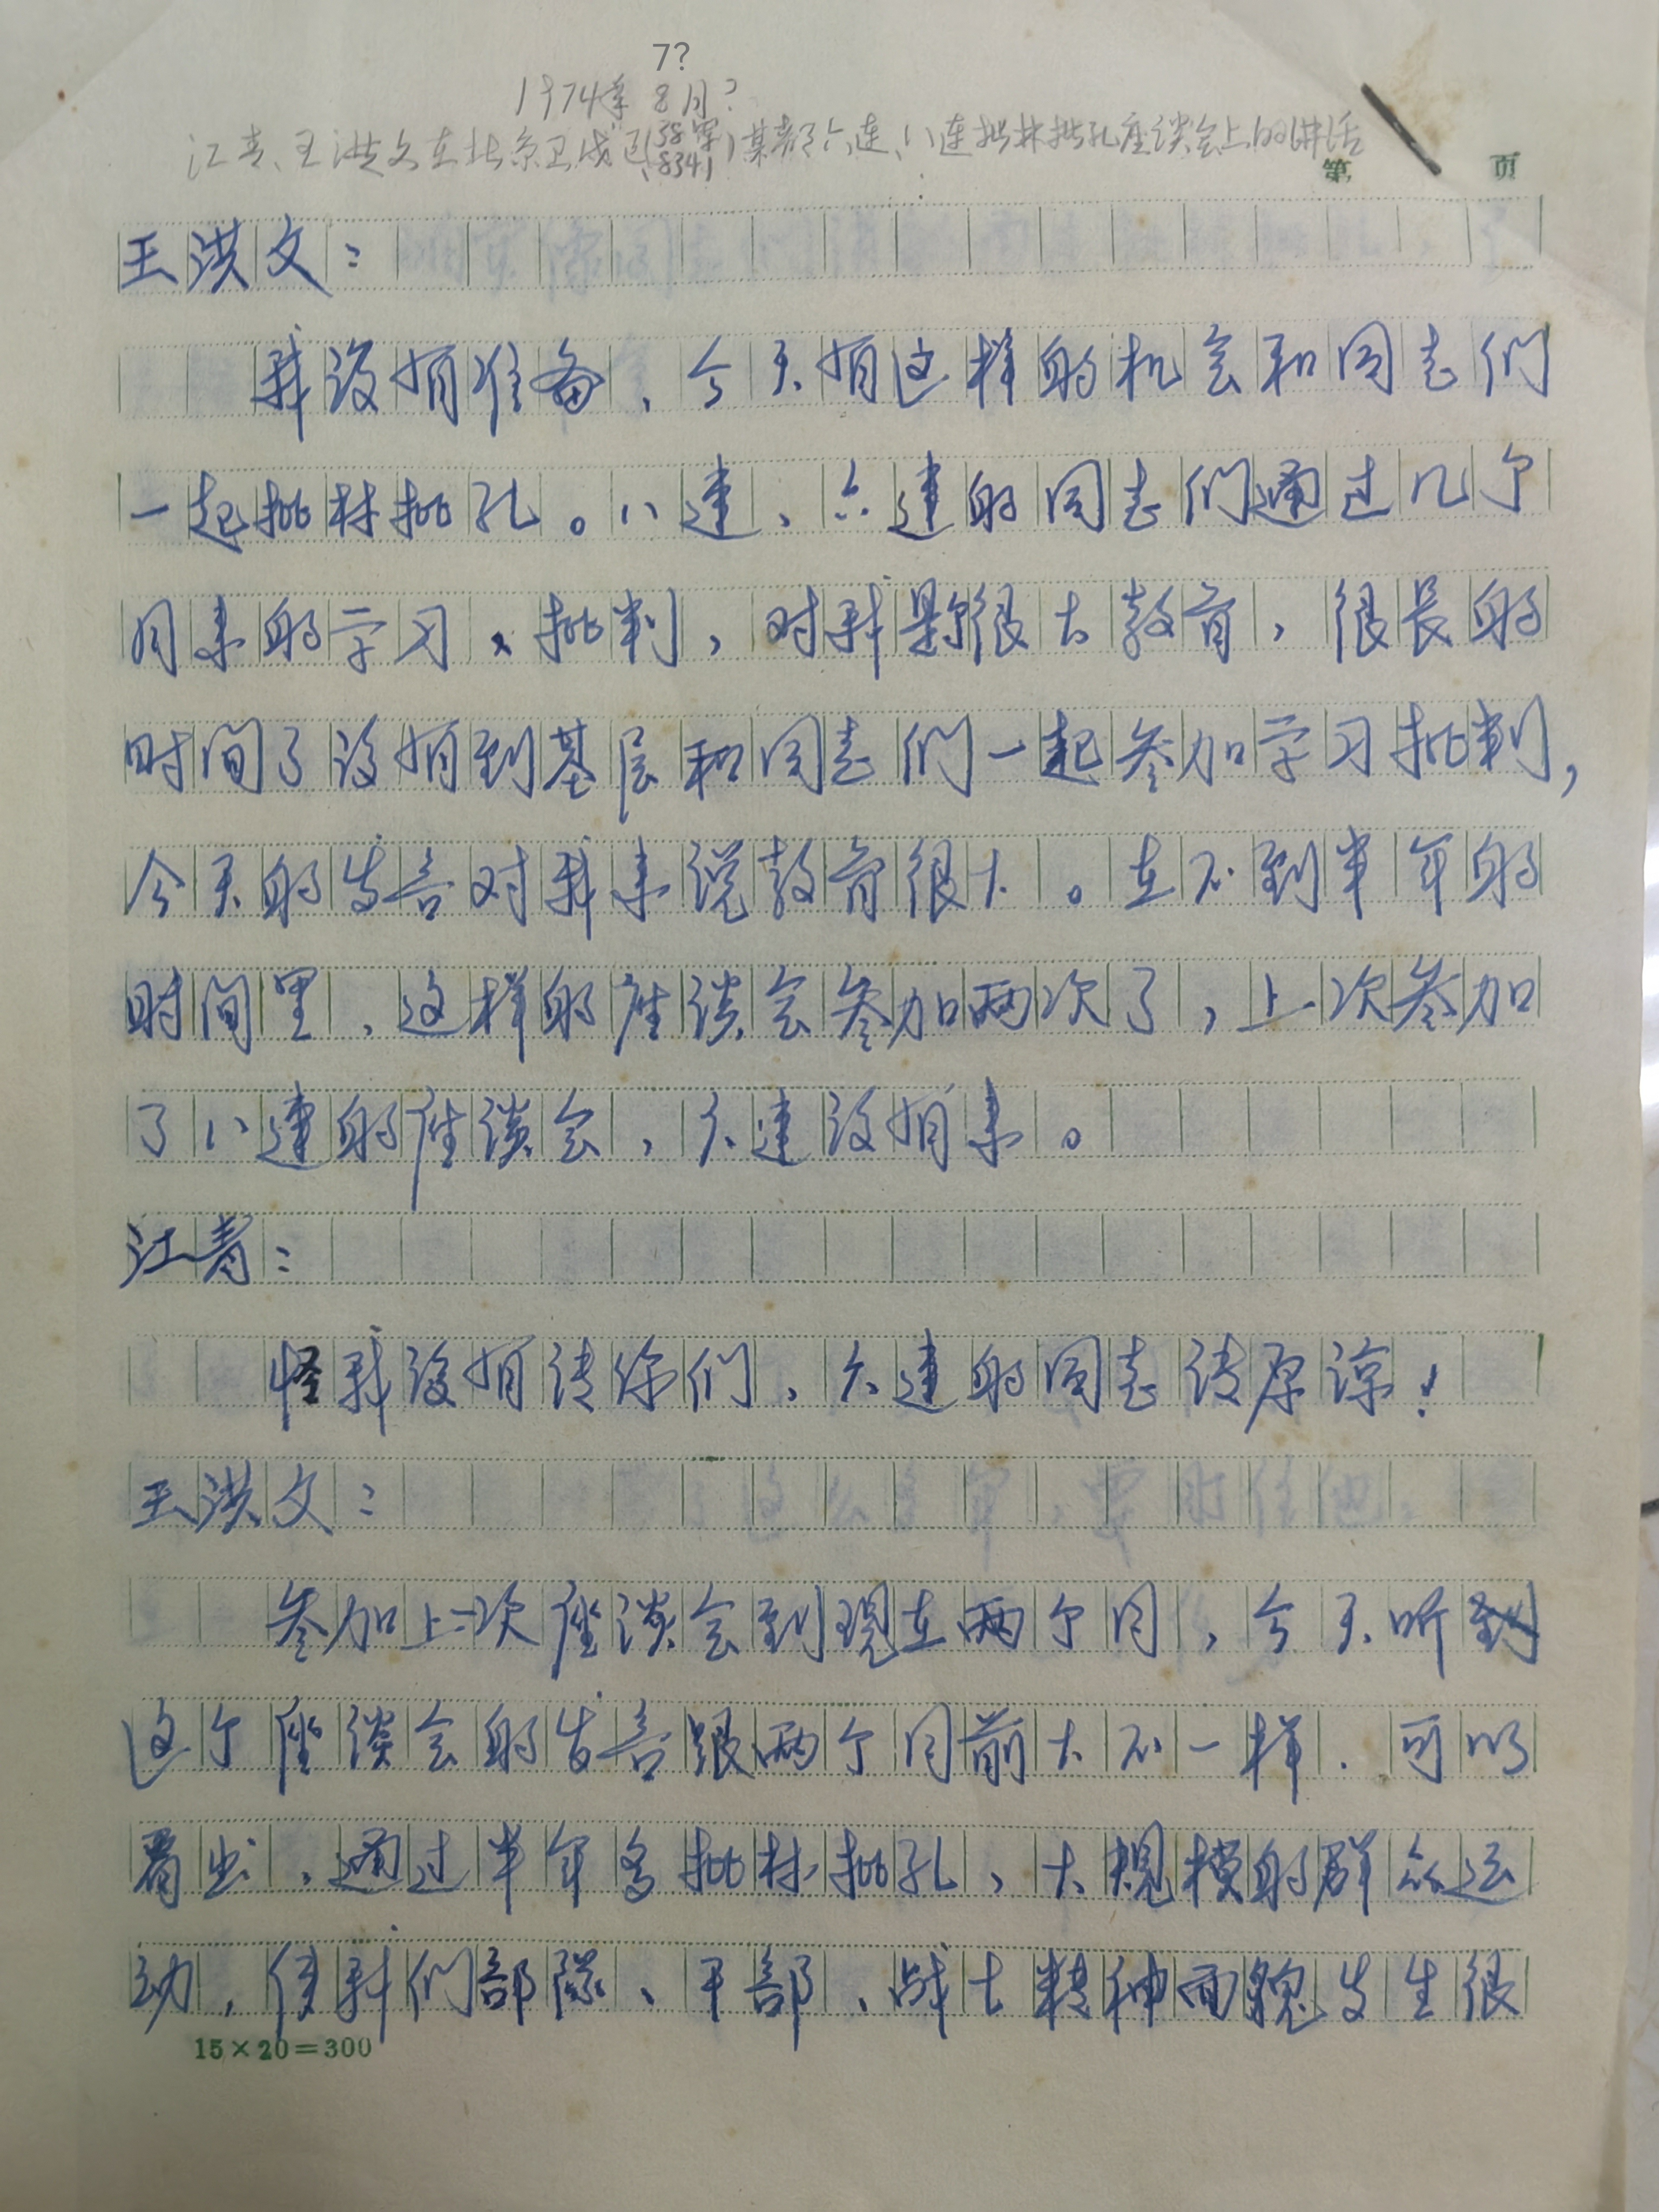 7?
1974年8月?
江青、王洪文在北京卫戍区(38军 8341)某部六连、八连批林批孔座谈会上的讲话
第 页
王洪文：
我没有准备、今天有这样的机会和同志们
一起批林批孔。八连、六连的同志们通过几个
月来的学习、批判，对我是很大教育，很长的
时间了没有到基层和同志们一起参加学习批判，
今天的发言对我来说教育很大。在不到半年的
时间里、这样的座谈会参加两次了，上次参加
了八连的座谈会，六连没有来。
江青：
怪我没有请你们、六连的同志请原谅！
王洪文：
参加上次座谈会到现在两个月，今天听到
这个座谈会的发言跟两个月前大不一样．可以
看出、通过半年多批林批孔、大规模的群众运
动，使我们部队、干部、战士精神面貌发生很
15×20=300